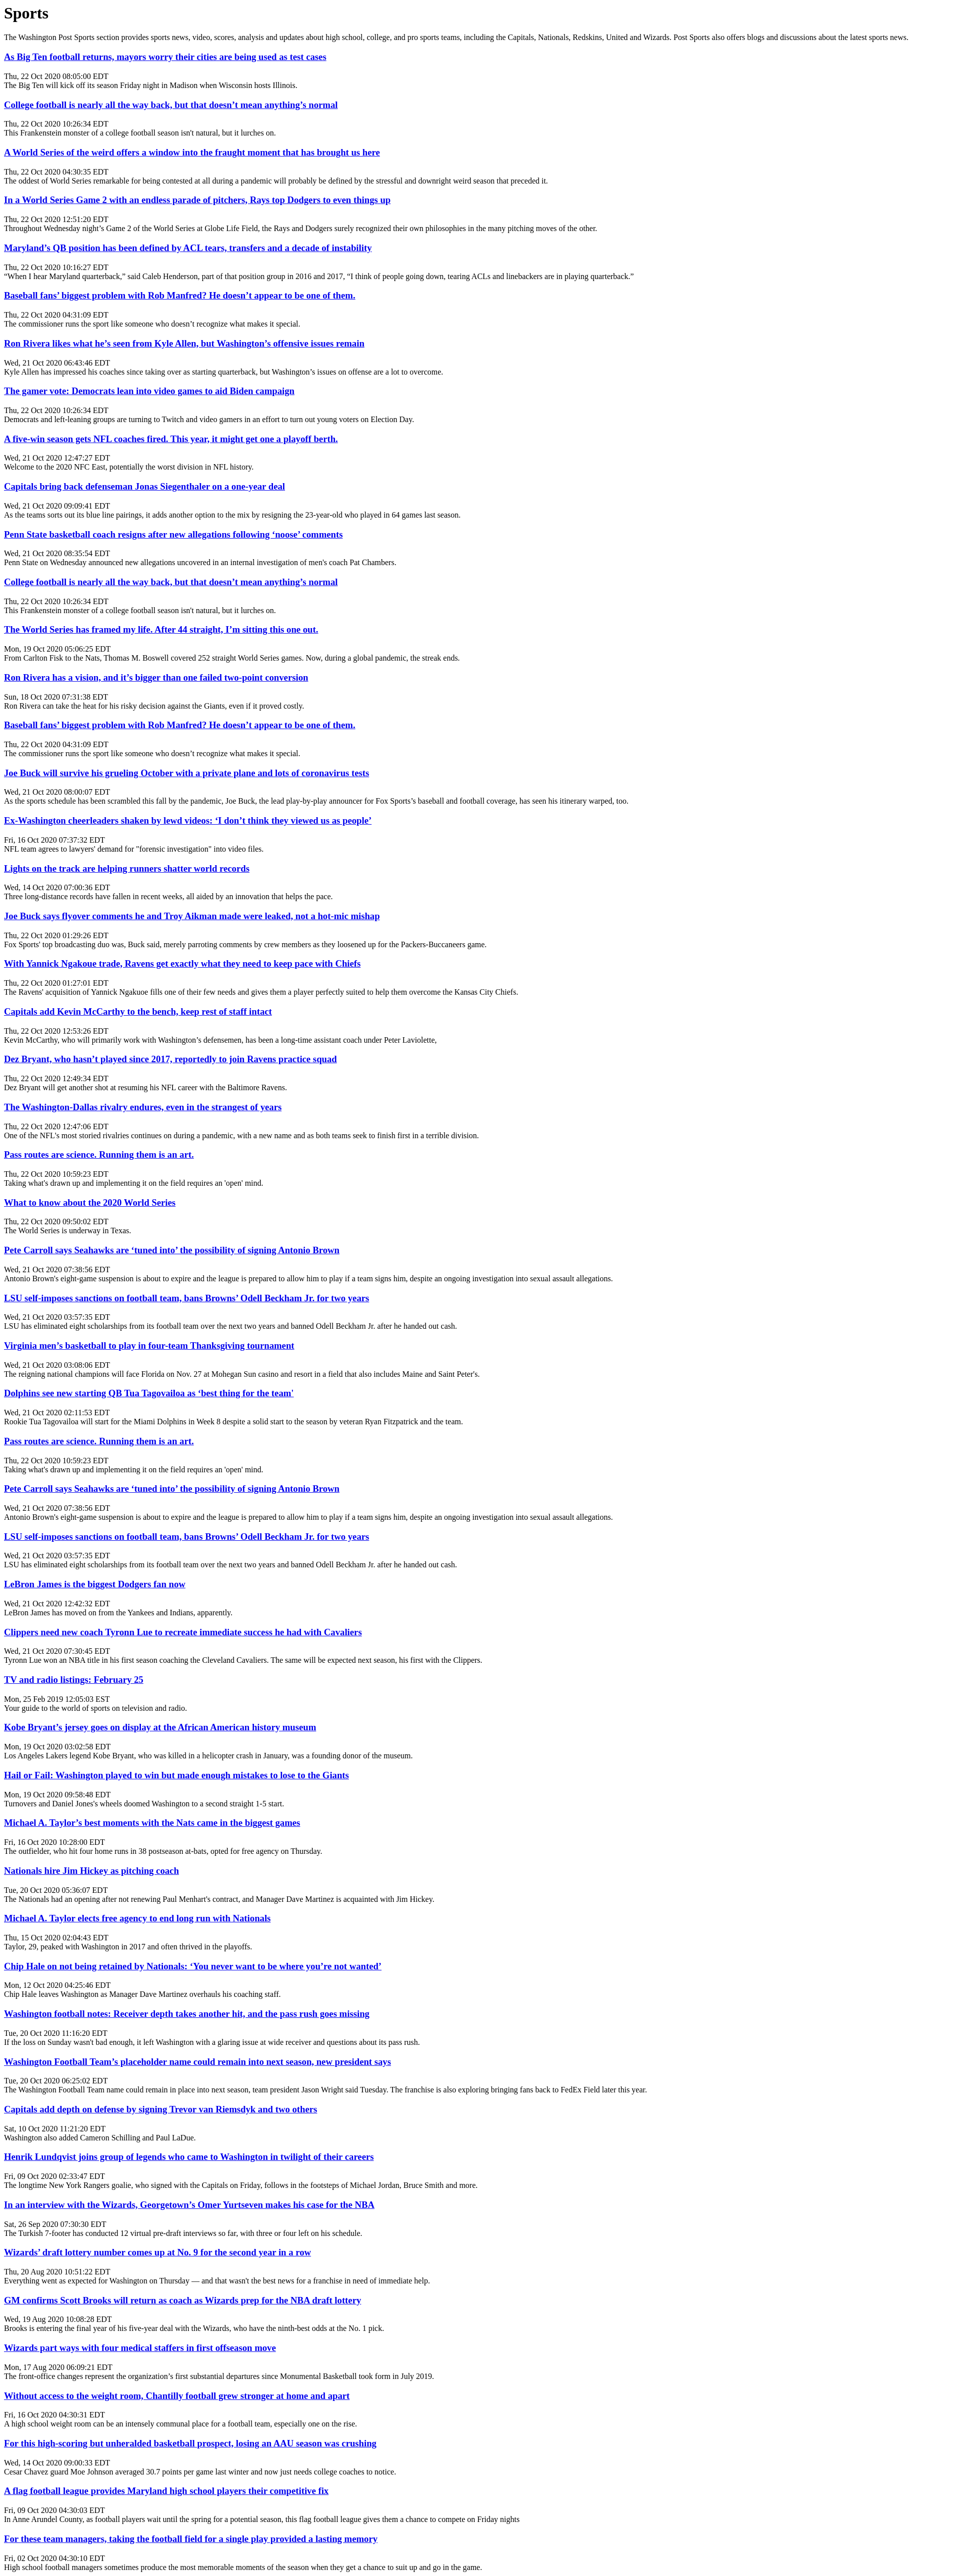 Sports
The Washington Post Sports section provides sports news, video, scores, analysis and updates about high school, college, and pro sports teams, including the Capitals, Nationals, Redskins, United and Wizards. Post Sports also offers blogs and discussions about the latest sports news.
As Big Ten football returns, mayors worry their cities are being used as test cases
Thu, 22 Oct 2020 08:05:00 EDT
The Big Ten will kick off its season Friday night in Madison when Wisconsin hosts Illinois.
College football is nearly all the way back, but that doesn’t mean anything’s normal
Thu, 22 Oct 2020 10:26:34 EDT
This Frankenstein monster of a college football season isn't natural, but it lurches on.
A World Series of the weird offers a window into the fraught moment that has brought us here
Thu, 22 Oct 2020 04:30:35 EDT
The oddest of World Series remarkable for being contested at all during a pandemic will probably be defined by the stressful and downright weird season that preceded it.
In a World Series Game 2 with an endless parade of pitchers, Rays top Dodgers to even things up
Thu, 22 Oct 2020 12:51:20 EDT
Throughout Wednesday night’s Game 2 of the World Series at Globe Life Field, the Rays and Dodgers surely recognized their own philosophies in the many pitching moves of the other.
Maryland’s QB position has been defined by ACL tears, transfers and a decade of instability
Thu, 22 Oct 2020 10:16:27 EDT
“When I hear Maryland quarterback,” said Caleb Henderson, part of that position group in 2016 and 2017, “I think of people going down, tearing ACLs and linebackers are in playing quarterback.”
Baseball fans’ biggest problem with Rob Manfred? He doesn’t appear to be one of them.
Thu, 22 Oct 2020 04:31:09 EDT
The commissioner runs the sport like someone who doesn’t recognize what makes it special.
Ron Rivera likes what he’s seen from Kyle Allen, but Washington’s offensive issues remain
Wed, 21 Oct 2020 06:43:46 EDT
Kyle Allen has impressed his coaches since taking over as starting quarterback, but Washington’s issues on offense are a lot to overcome.
The gamer vote: Democrats lean into video games to aid Biden campaign
Thu, 22 Oct 2020 10:26:34 EDT
Democrats and left-leaning groups are turning to Twitch and video gamers in an effort to turn out young voters on Election Day.
A five-win season gets NFL coaches fired. This year, it might get one a playoff berth.
Wed, 21 Oct 2020 12:47:27 EDT
Welcome to the 2020 NFC East, potentially the worst division in NFL history.
Capitals bring back defenseman Jonas Siegenthaler on a one-year deal
Wed, 21 Oct 2020 09:09:41 EDT
As the teams sorts out its blue line pairings, it adds another option to the mix by resigning the 23-year-old who played in 64 games last season.
Penn State basketball coach resigns after new allegations following ‘noose’ comments
Wed, 21 Oct 2020 08:35:54 EDT
Penn State on Wednesday announced new allegations uncovered in an internal investigation of men's coach Pat Chambers.
College football is nearly all the way back, but that doesn’t mean anything’s normal
Thu, 22 Oct 2020 10:26:34 EDT
This Frankenstein monster of a college football season isn't natural, but it lurches on.
The World Series has framed my life. After 44 straight, I’m sitting this one out.
Mon, 19 Oct 2020 05:06:25 EDT
From Carlton Fisk to the Nats, Thomas M. Boswell covered 252 straight World Series games. Now, during a global pandemic, the streak ends.
Ron Rivera has a vision, and it’s bigger than one failed two-point conversion
Sun, 18 Oct 2020 07:31:38 EDT
Ron Rivera can take the heat for his risky decision against the Giants, even if it proved costly.
Baseball fans’ biggest problem with Rob Manfred? He doesn’t appear to be one of them.
Thu, 22 Oct 2020 04:31:09 EDT
The commissioner runs the sport like someone who doesn’t recognize what makes it special.
Joe Buck will survive his grueling October with a private plane and lots of coronavirus tests
Wed, 21 Oct 2020 08:00:07 EDT
As the sports schedule has been scrambled this fall by the pandemic, Joe Buck, the lead play-by-play announcer for Fox Sports’s baseball and football coverage, has seen his itinerary warped, too.
Ex-Washington cheerleaders shaken by lewd videos: ‘I don’t think they viewed us as people’
Fri, 16 Oct 2020 07:37:32 EDT
NFL team agrees to lawyers' demand for "forensic investigation" into video files.
Lights on the track are helping runners shatter world records
Wed, 14 Oct 2020 07:00:36 EDT
Three long-distance records have fallen in recent weeks, all aided by an innovation that helps the pace.
Joe Buck says flyover comments he and Troy Aikman made were leaked, not a hot-mic mishap
Thu, 22 Oct 2020 01:29:26 EDT
Fox Sports' top broadcasting duo was, Buck said, merely parroting comments by crew members as they loosened up for the Packers-Buccaneers game.
With Yannick Ngakoue trade, Ravens get exactly what they need to keep pace with Chiefs
Thu, 22 Oct 2020 01:27:01 EDT
The Ravens' acquisition of Yannick Ngakuoe fills one of their few needs and gives them a player perfectly suited to help them overcome the Kansas City Chiefs.
Capitals add Kevin McCarthy to the bench, keep rest of staff intact
Thu, 22 Oct 2020 12:53:26 EDT
Kevin McCarthy, who will primarily work with Washington’s defensemen, has been a long-time assistant coach under Peter Laviolette,
Dez Bryant, who hasn’t played since 2017, reportedly to join Ravens practice squad
Thu, 22 Oct 2020 12:49:34 EDT
Dez Bryant will get another shot at resuming his NFL career with the Baltimore Ravens.
The Washington-Dallas rivalry endures, even in the strangest of years
Thu, 22 Oct 2020 12:47:06 EDT
One of the NFL’s most storied rivalries continues on during a pandemic, with a new name and as both teams seek to finish first in a terrible division.
Pass routes are science. Running them is an art.
Thu, 22 Oct 2020 10:59:23 EDT
Taking what's drawn up and implementing it on the field requires an 'open' mind.
What to know about the 2020 World Series
Thu, 22 Oct 2020 09:50:02 EDT
The World Series is underway in Texas.
Pete Carroll says Seahawks are ‘tuned into’ the possibility of signing Antonio Brown
Wed, 21 Oct 2020 07:38:56 EDT
Antonio Brown's eight-game suspension is about to expire and the league is prepared to allow him to play if a team signs him, despite an ongoing investigation into sexual assault allegations.
LSU self-imposes sanctions on football team, bans Browns’ Odell Beckham Jr. for two years
Wed, 21 Oct 2020 03:57:35 EDT
LSU has eliminated eight scholarships from its football team over the next two years and banned Odell Beckham Jr. after he handed out cash.
Virginia men’s basketball to play in four-team Thanksgiving tournament
Wed, 21 Oct 2020 03:08:06 EDT
The reigning national champions will face Florida on Nov. 27 at Mohegan Sun casino and resort in a field that also includes Maine and Saint Peter's.
Dolphins see new starting QB Tua Tagovailoa as ‘best thing for the team'
Wed, 21 Oct 2020 02:11:53 EDT
Rookie Tua Tagovailoa will start for the Miami Dolphins in Week 8 despite a solid start to the season by veteran Ryan Fitzpatrick and the team.
Pass routes are science. Running them is an art.
Thu, 22 Oct 2020 10:59:23 EDT
Taking what's drawn up and implementing it on the field requires an 'open' mind.
Pete Carroll says Seahawks are ‘tuned into’ the possibility of signing Antonio Brown
Wed, 21 Oct 2020 07:38:56 EDT
Antonio Brown's eight-game suspension is about to expire and the league is prepared to allow him to play if a team signs him, despite an ongoing investigation into sexual assault allegations.
LSU self-imposes sanctions on football team, bans Browns’ Odell Beckham Jr. for two years
Wed, 21 Oct 2020 03:57:35 EDT
LSU has eliminated eight scholarships from its football team over the next two years and banned Odell Beckham Jr. after he handed out cash.
LeBron James is the biggest Dodgers fan now
Wed, 21 Oct 2020 12:42:32 EDT
LeBron James has moved on from the Yankees and Indians, apparently.
Clippers need new coach Tyronn Lue to recreate immediate success he had with Cavaliers
Wed, 21 Oct 2020 07:30:45 EDT
Tyronn Lue won an NBA title in his first season coaching the Cleveland Cavaliers. The same will be expected next season, his first with the Clippers.
TV and radio listings: February 25
Mon, 25 Feb 2019 12:05:03 EST
Your guide to the world of sports on television and radio.
Kobe Bryant’s jersey goes on display at the African American history museum
Mon, 19 Oct 2020 03:02:58 EDT
Los Angeles Lakers legend Kobe Bryant, who was killed in a helicopter crash in January, was a founding donor of the museum.
Hail or Fail: Washington played to win but made enough mistakes to lose to the Giants
Mon, 19 Oct 2020 09:58:48 EDT
Turnovers and Daniel Jones's wheels doomed Washington to a second straight 1-5 start.
Michael A. Taylor’s best moments with the Nats came in the biggest games
Fri, 16 Oct 2020 10:28:00 EDT
The outfielder, who hit four home runs in 38 postseason at-bats, opted for free agency on Thursday.
Nationals hire Jim Hickey as pitching coach
Tue, 20 Oct 2020 05:36:07 EDT
The Nationals had an opening after not renewing Paul Menhart's contract, and Manager Dave Martinez is acquainted with Jim Hickey.
Michael A. Taylor elects free agency to end long run with Nationals
Thu, 15 Oct 2020 02:04:43 EDT
Taylor, 29, peaked with Washington in 2017 and often thrived in the playoffs.
Chip Hale on not being retained by Nationals: ‘You never want to be where you’re not wanted’
Mon, 12 Oct 2020 04:25:46 EDT
Chip Hale leaves Washington as Manager Dave Martinez overhauls his coaching staff.
Washington football notes: Receiver depth takes another hit, and the pass rush goes missing
Tue, 20 Oct 2020 11:16:20 EDT
If the loss on Sunday wasn't bad enough, it left Washington with a glaring issue at wide receiver and questions about its pass rush.
Washington Football Team’s placeholder name could remain into next season, new president says
Tue, 20 Oct 2020 06:25:02 EDT
The Washington Football Team name could remain in place into next season, team president Jason Wright said Tuesday. The franchise is also exploring bringing fans back to FedEx Field later this year.
Capitals add depth on defense by signing Trevor van Riemsdyk and two others
Sat, 10 Oct 2020 11:21:20 EDT
Washington also added Cameron Schilling and Paul LaDue.
Henrik Lundqvist joins group of legends who came to Washington in twilight of their careers
Fri, 09 Oct 2020 02:33:47 EDT
The longtime New York Rangers goalie, who signed with the Capitals on Friday, follows in the footsteps of Michael Jordan, Bruce Smith and more.
In an interview with the Wizards, Georgetown’s Omer Yurtseven makes his case for the NBA
Sat, 26 Sep 2020 07:30:30 EDT
The Turkish 7-footer has conducted 12 virtual pre-draft interviews so far, with three or four left on his schedule.
Wizards’ draft lottery number comes up at No. 9 for the second year in a row
Thu, 20 Aug 2020 10:51:22 EDT
Everything went as expected for Washington on Thursday — and that wasn't the best news for a franchise in need of immediate help.
GM confirms Scott Brooks will return as coach as Wizards prep for the NBA draft lottery
Wed, 19 Aug 2020 10:08:28 EDT
Brooks is entering the final year of his five-year deal with the Wizards, who have the ninth-best odds at the No. 1 pick.
Wizards part ways with four medical staffers in first offseason move
Mon, 17 Aug 2020 06:09:21 EDT
The front-office changes represent the organization’s first substantial departures since Monumental Basketball took form in July 2019.
Without access to the weight room, Chantilly football grew stronger at home and apart
Fri, 16 Oct 2020 04:30:31 EDT
A high school weight room can be an intensely communal place for a football team, especially one on the rise.
For this high-scoring but unheralded basketball prospect, losing an AAU season was crushing
Wed, 14 Oct 2020 09:00:33 EDT
Cesar Chavez guard Moe Johnson averaged 30.7 points per game last winter and now just needs college coaches to notice.
A flag football league provides Maryland high school players their competitive fix
Fri, 09 Oct 2020 04:30:03 EDT
In Anne Arundel County, as football players wait until the spring for a potential season, this flag football league gives them a chance to compete on Friday nights
For these team managers, taking the football field for a single play provided a lasting memory
Fri, 02 Oct 2020 04:30:10 EDT
High school football managers sometimes produce the most memorable moments of the season when they get a chance to suit up and go in the game.